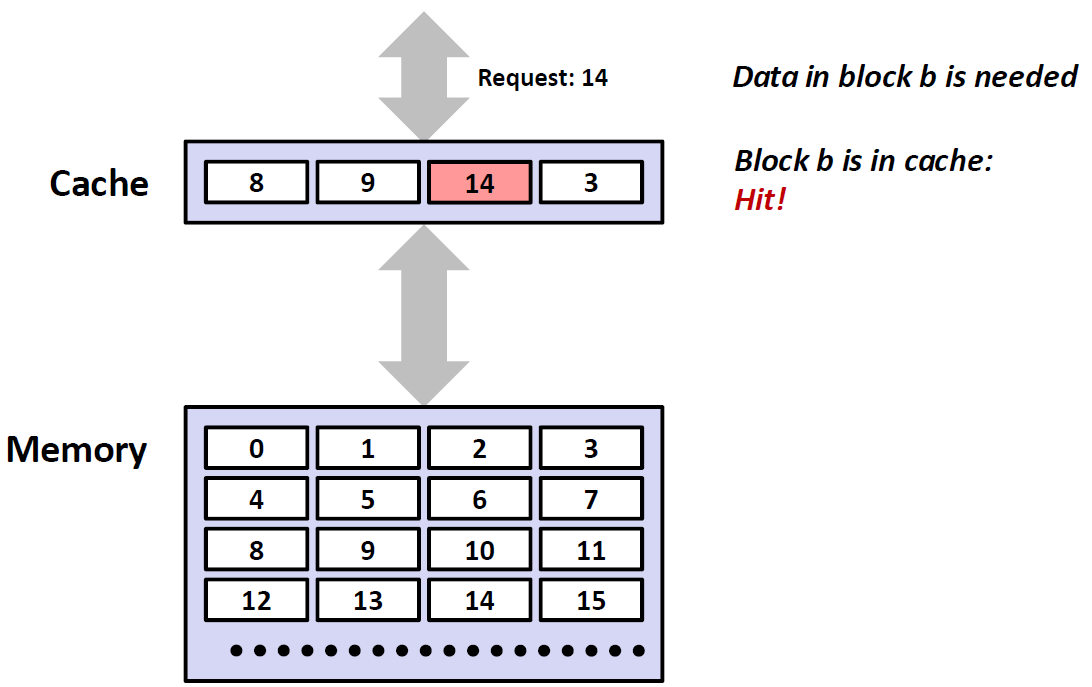 Request: 14
Data in block b is needed
Cache
8 9 14 3
Block b is in cache:
Hit!
Memory
0 1 2 3
4 5 6 7
8 9 10 11
12 13 14 15